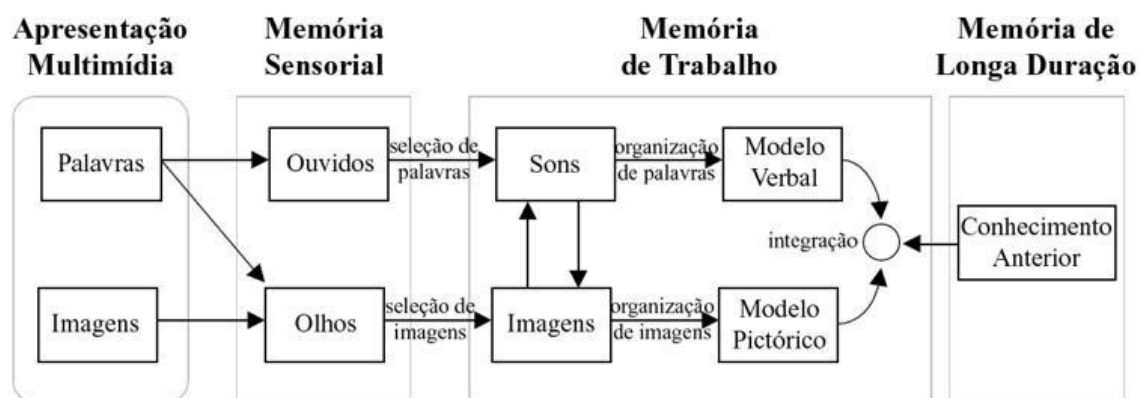 Apresentação
Multimídia
Memória
Sensorial
Memória
de Trabalho
Memória de
Longa Duração
Palavras
Ouvidos
seleção de
palavras
Sons
organização
de palavras
Modelo
Verbal
integração
Conhecimento
Anterior
Imagens
Olhos
seleção de
imagens
Imagens
organização
de imagens
Modelo
Pictórico